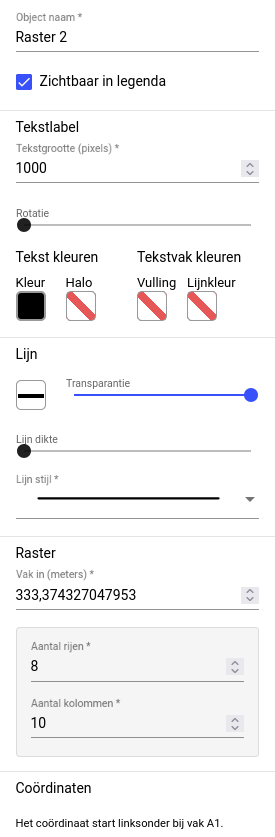 Object naam *
Raster 2
Zichtbaar in legenda
Tekstlabel
Tekstgrootte (pixels) *
1000
Rotatie
Tekst kleuren
Tekstvak kleuren
Kleur
Halo
Vulling
Lijnkleur
Lijn
Transparantie
Lijn dikte
Lijn stijl *
Raster
Vak in (meters) *
333,374327047953
Aantal rijen *
8
Aantal kolommen *
10
Coördinaten
Het coördinaat start linksonder bij vak A1.